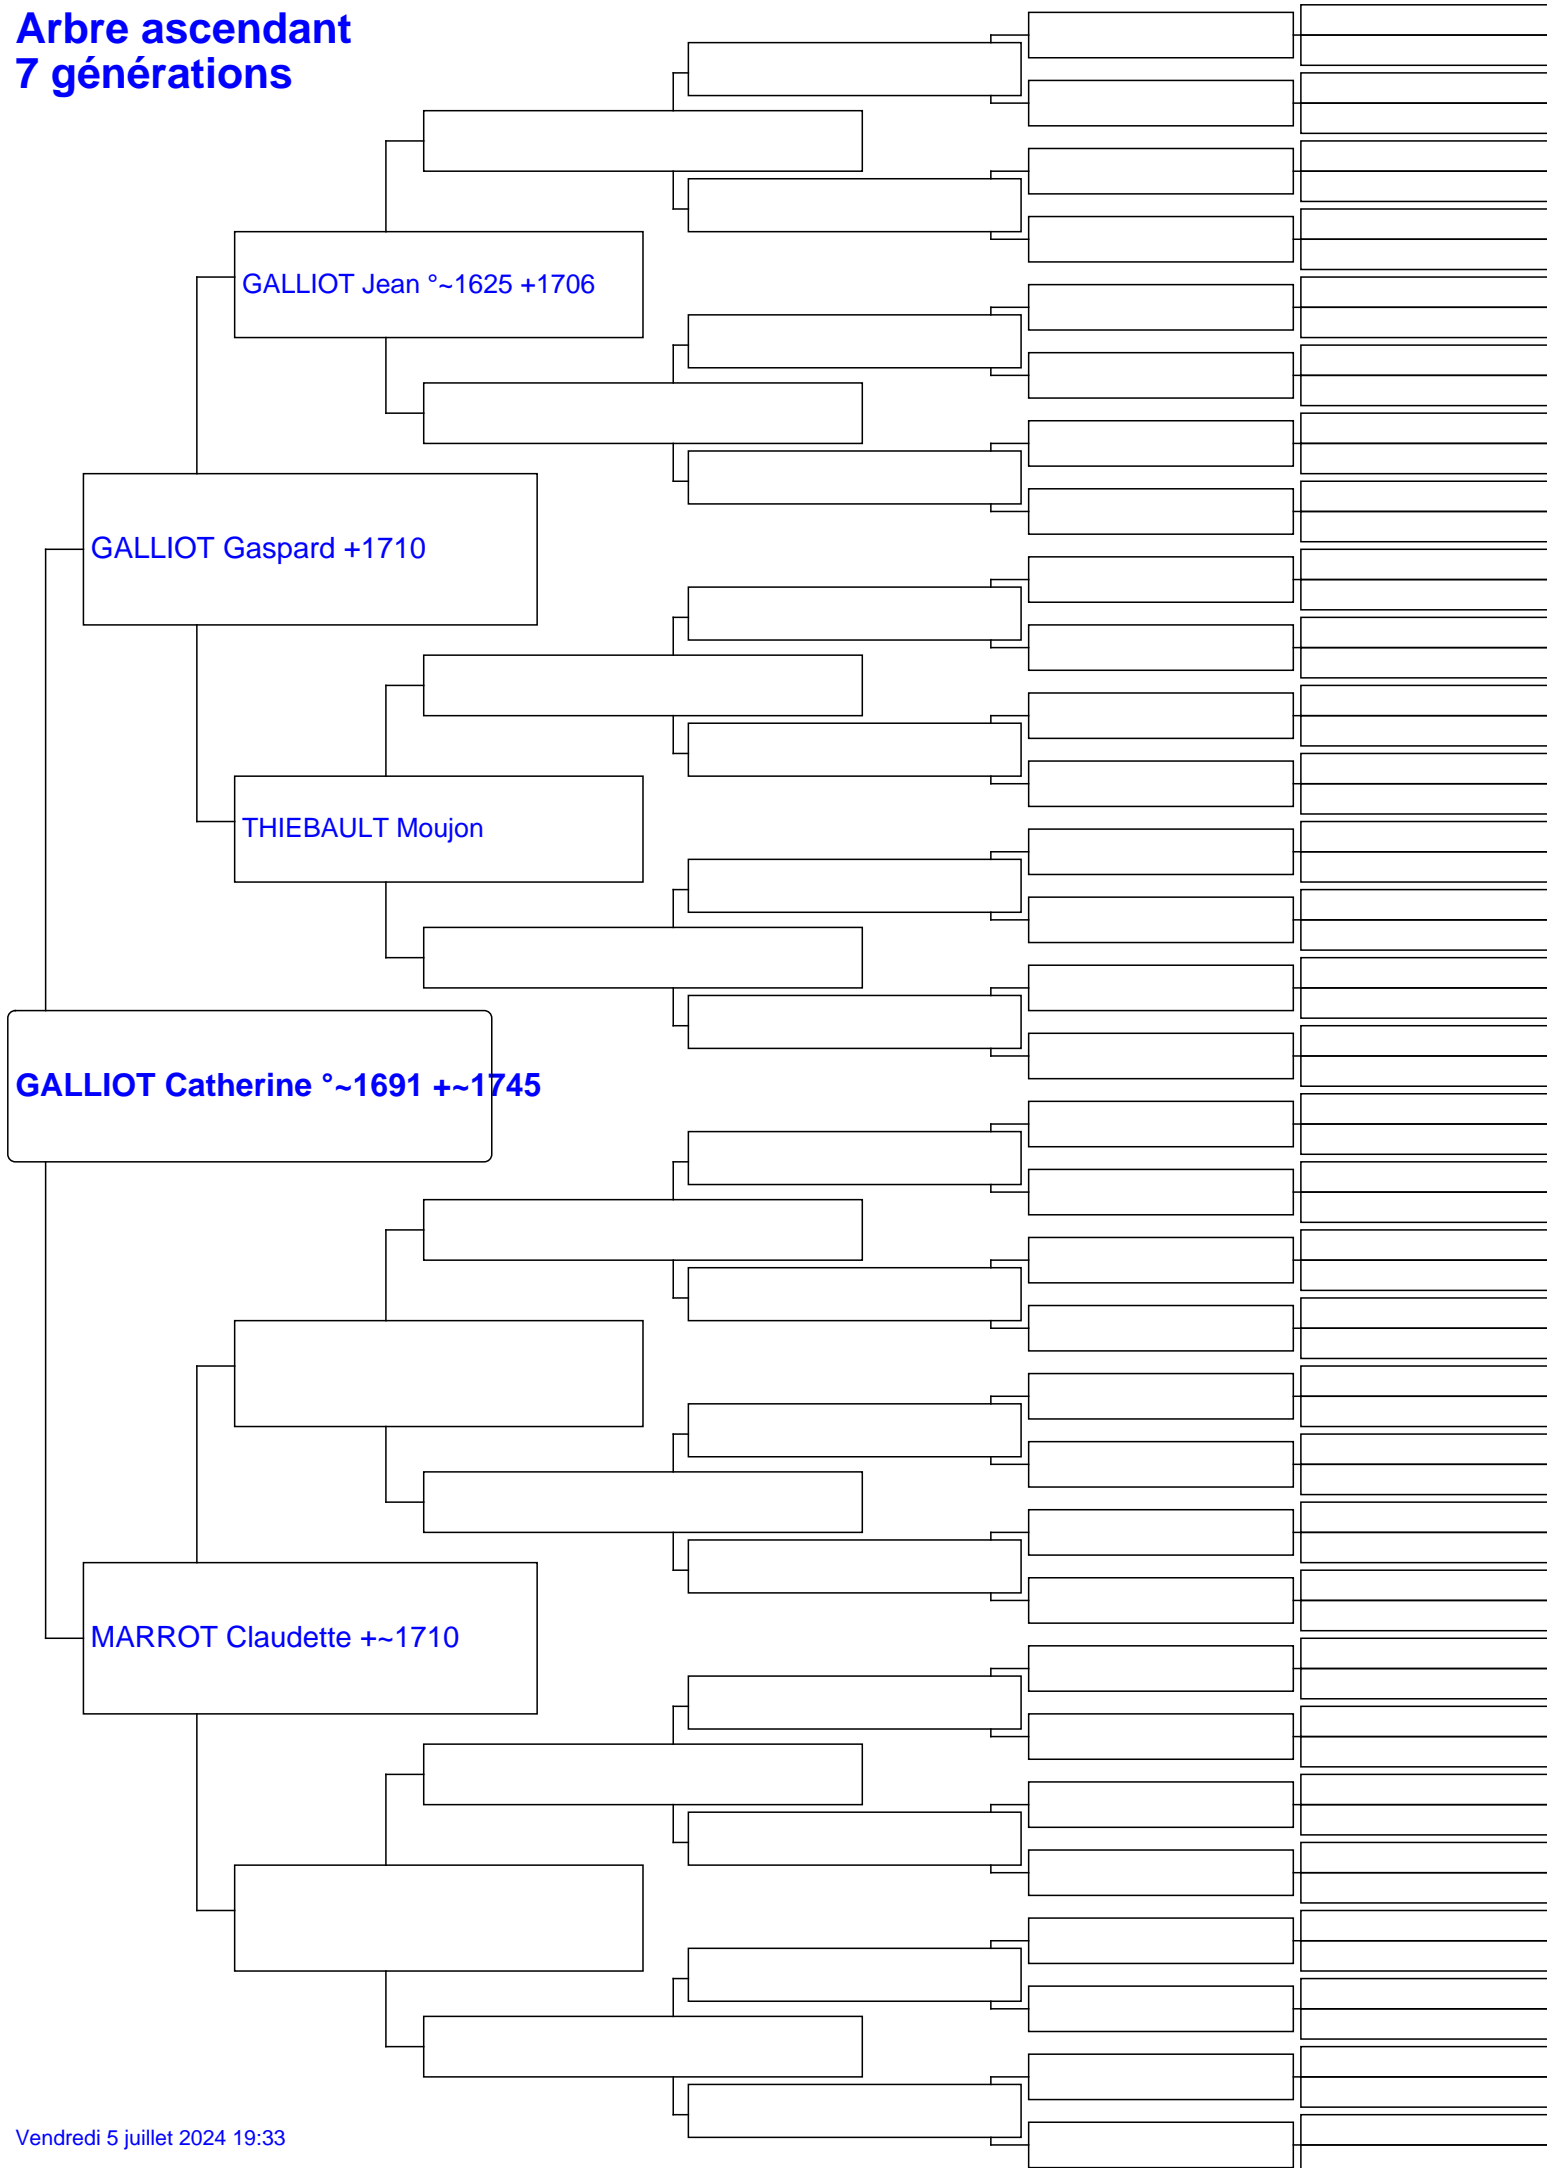 Arbre ascendant
7 générations
GALLIOT Jean °~1625 +1706
GALLIOT Gaspard +1710
THIEBAULT Moujon
GALLIOT Catherine °~1691 +~1745
MARROT Claudette +~1710
Vendredi 5 juillet 2024 19:33